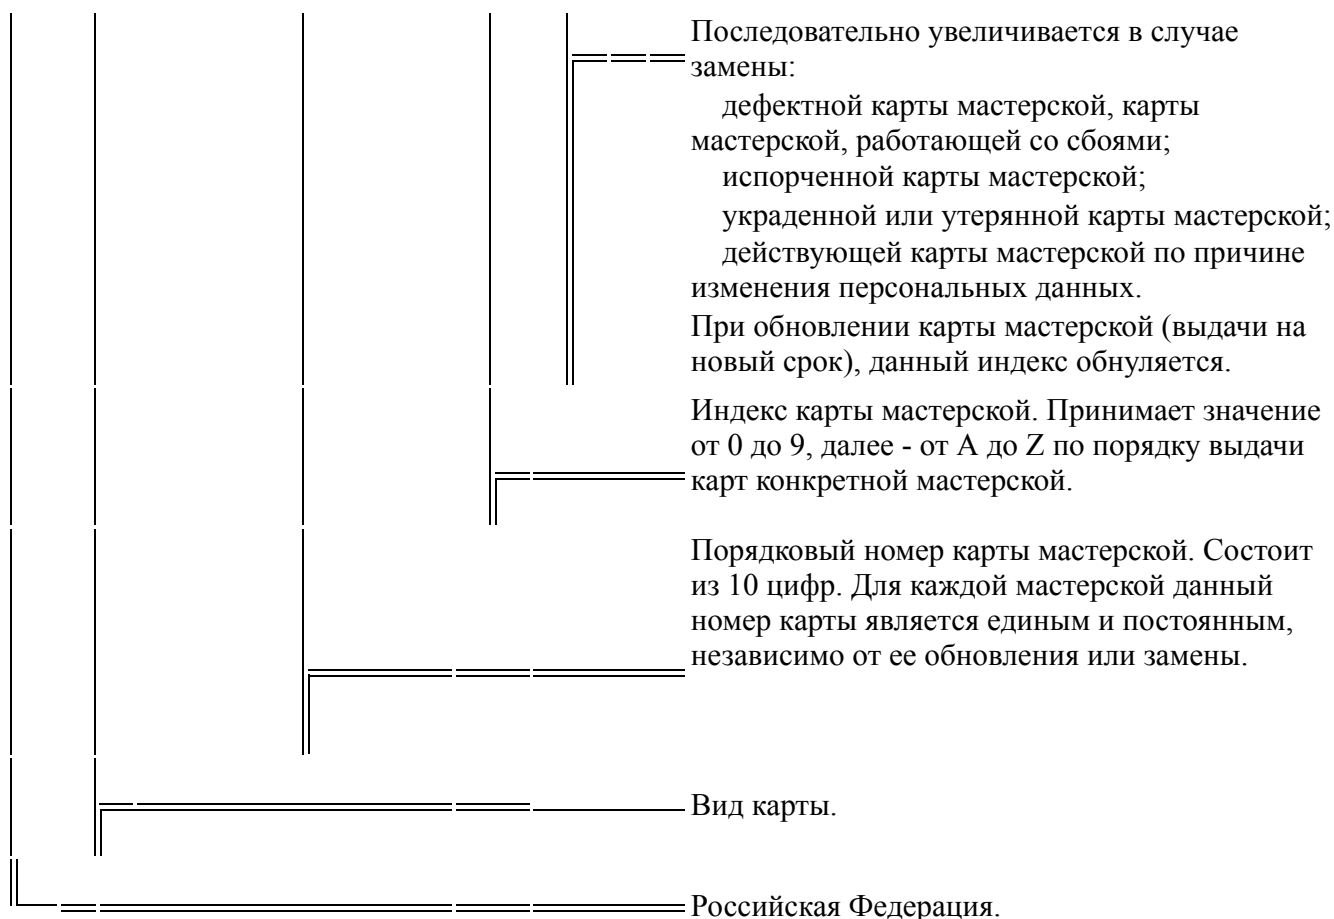 Последовательно увеличивается в случае
замены:
дефектной карты мастерской, карты
мастерской, работающей со сбоями;
испорченной карты мастерской;
украденной или утерянной карты мастерской;
действующей карты мастерской по причине
изменения персональных данных.
При обновлении карты мастерской (выдачи на
новый срок), данный индекс обнуляется.
Индекс карты мастерской. Принимает значение
от 0 до 9, далее - от A до Z по порядку выдачи
карт конкретной мастерской.
Порядковый номер карты мастерской. Состоит
из 10 цифр. Для каждой мастерской данный
номер карты является единым и постоянным,
независимо от ее обновления или замены.
Вид карты.
Российская Федерация.